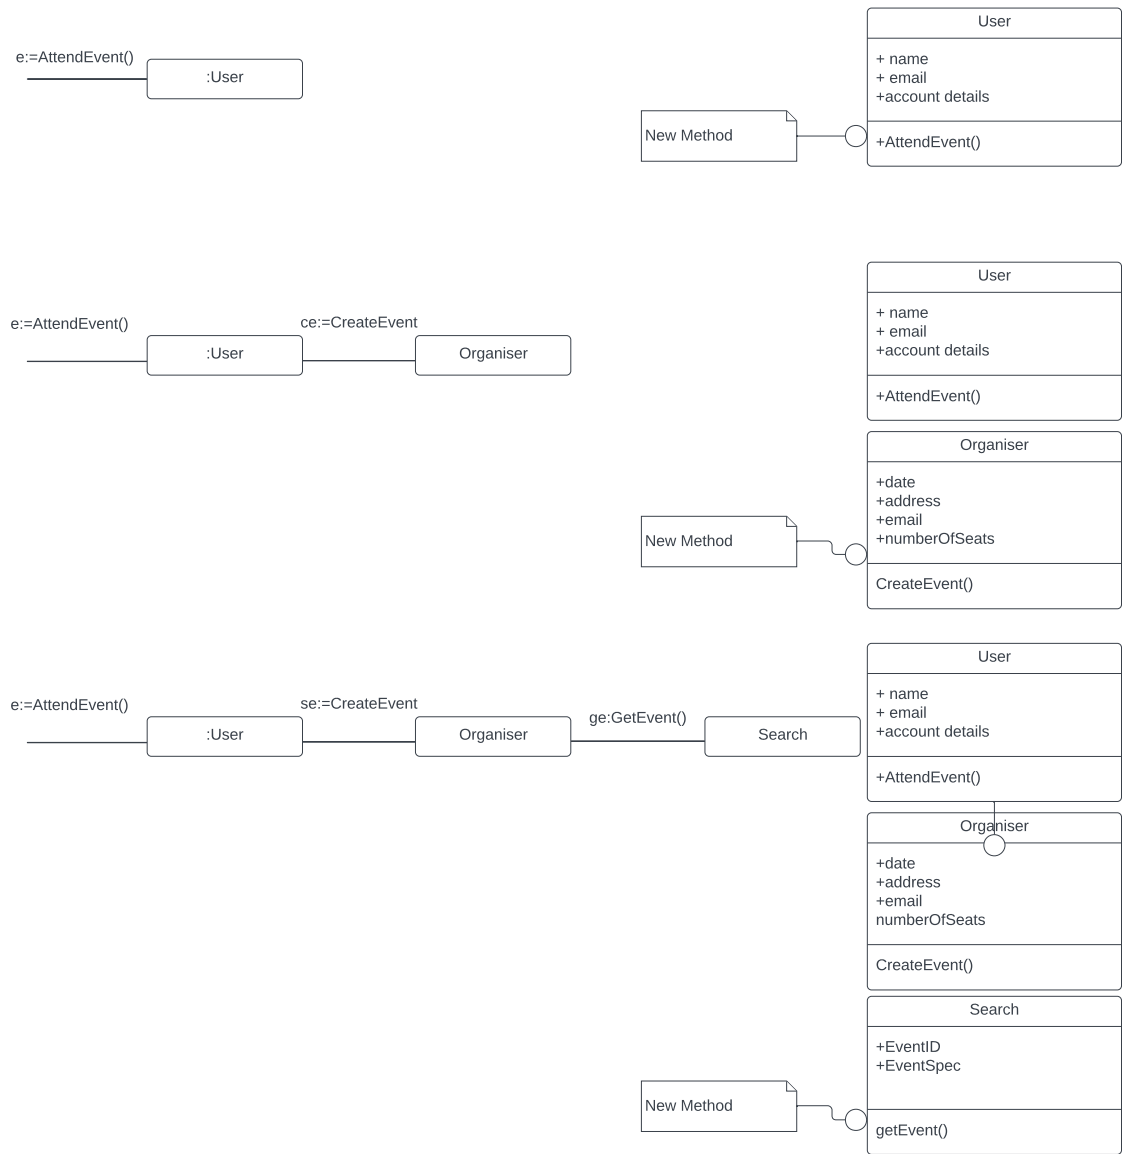 User
e:=AttendEvent()
:User
+ name
+ email
+account details
New Method
+AttendEvent()
User
e:=AttendEvent()
ce:=CreateEvent
:User
Organiser
+ name
+ email
+account details
+AttendEvent()
Organiser
+date
+address
+email
+numberOfSeats
New Method
CreateEvent()
User
e:=AttendEvent()
se:=CreateEvent
ge:GetEvent()
:User
Organiser
Search
+ name
+ email
+account details
+AttendEvent()
Organiser
+date
+address
+email
numberOfSeats
CreateEvent()
Search
+EventID
+EventSpec
New Method
getEvent()